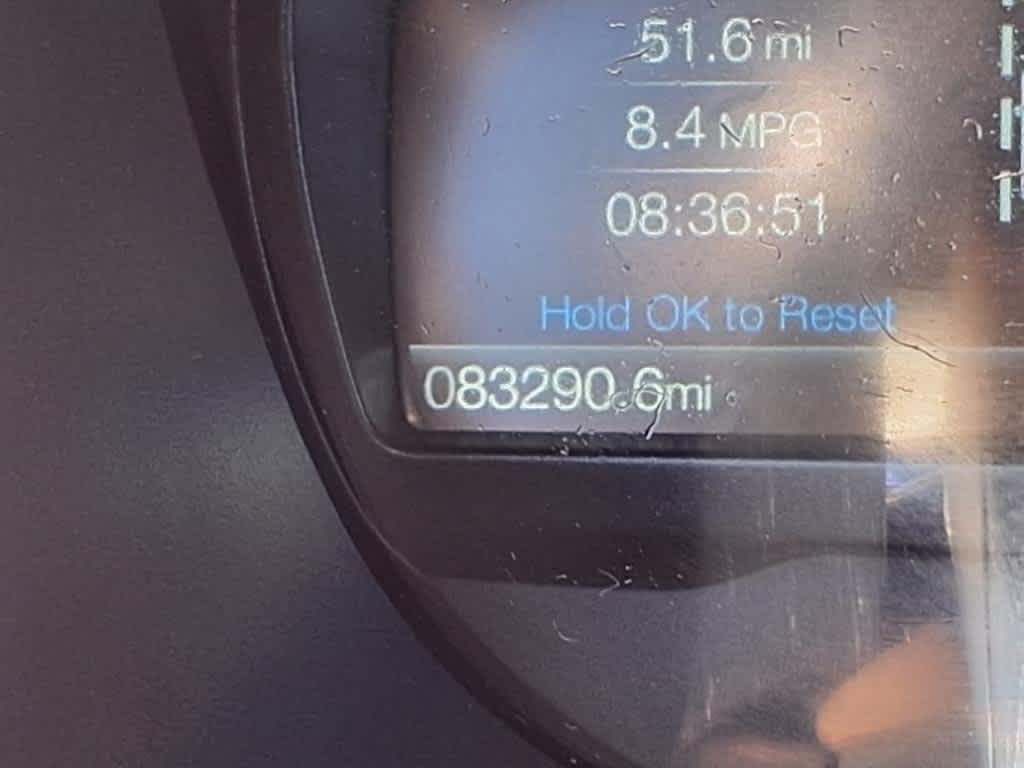 51.6 mi
8.4 MPG
08:36:51
Hold OK to Reset
083290.6mi